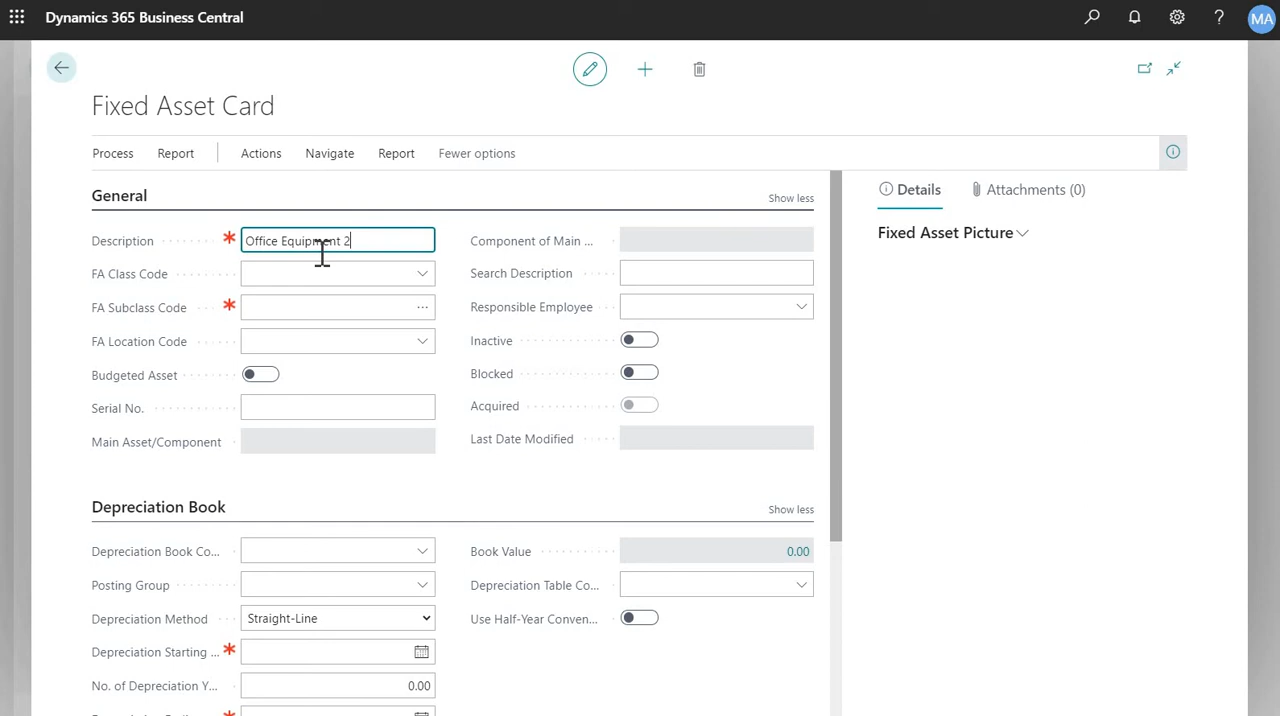 Dynamics 365 Business Central
MA
Fixed Asset Card
Process
Report
Actions
Navigate
Report
Fewer options
General
Show less
Description
* Office Equipment 2
FA Class Code
FA Subclass Code
*
FA Location Code
Budgeted Asset
Serial No.
Main Asset/Component
Component of Main ...
Search Description
Responsible Employee
Inactive
Blocked
Acquired
Last Date Modified
Depreciation Book
Show less
Depreciation Book Co...
Posting Group
Depreciation Method
Straight-Line
Depreciation Starting ...
*
No. of Depreciation Y...
0.00
Book Value
0.00
Depreciation Table Co...
Use Half-Year Conven...
Details
Attachments (0)
Fixed Asset Picture